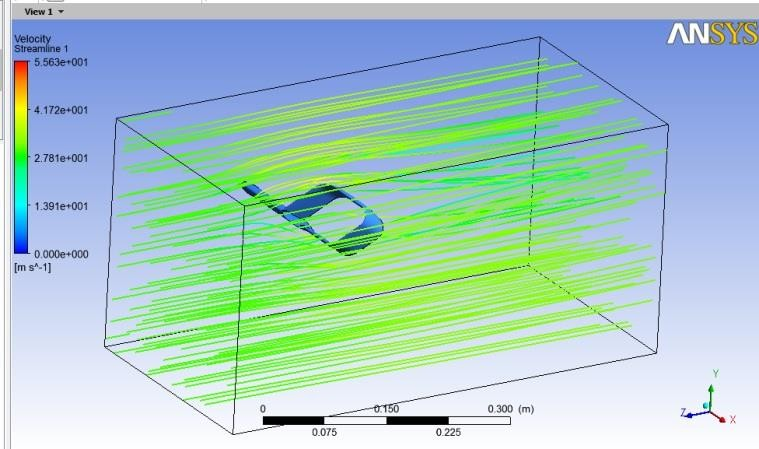 View 1
ANSYS
Velocity
Streamline 1
5.563e+001
4.172e+001
2.781e+001
1.391e+001
0.000e+000
[m s^-1]
0 0.150 0.300 (m)
0.075 0.225
Y
Z X